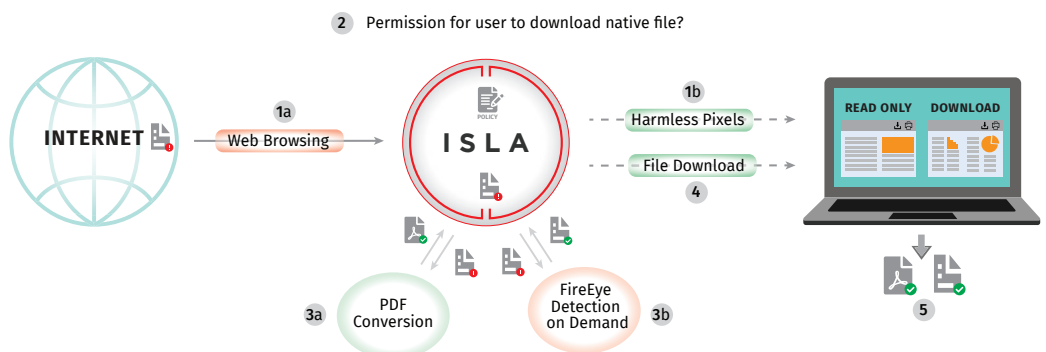 2 Permission for user to download native file?
1a
1b
INTERNET
Web Browsing
POLICY
ISLA
Harmless Pixels
File Download
4
READ ONLY
DOWNLOAD
3a
PDF
Conversion
FireEye
Detection
on Demand
3b
5